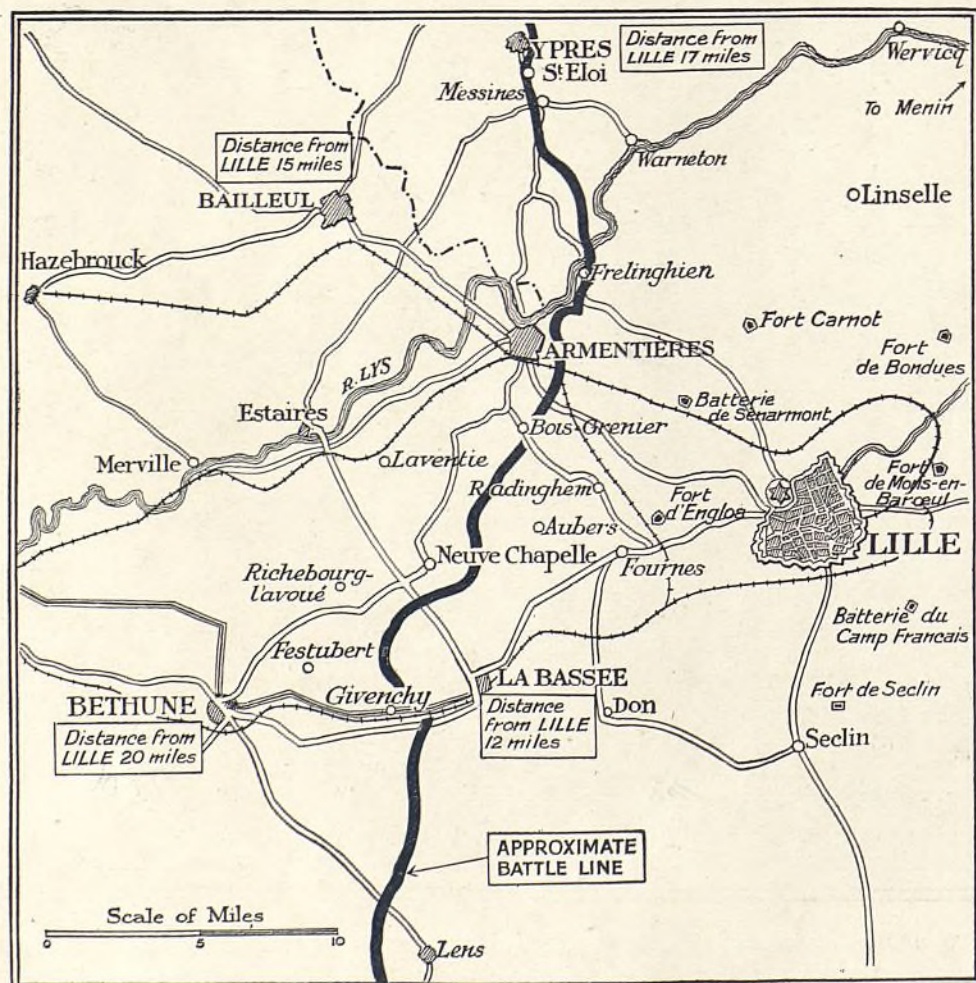 YPRES
Distance from
LILLE 17 miles
Wervicq
St Eloi
Messines
To Menin
Distance from
LILLE 15 miles
Warneton
BAILLEUL
Linselle
Hazebrouck
Frelinghien
Fort Carnot
ARMENTIÈRES
Fort
de Bondues
R. LYS
Batterie
de Senarmont
Estaires
Bois-Grenier
Merville
Laventie
Fort
de Mons-en-
Barœul
Radinghem
Fort
d'Englos
Aubers
LILLE
Neuve Chapelle
Fournes
Richebourg-
l'avoué
Batterie du
Camp Francais
Festubert
LA BASSEE
Fort de Seclin
Givenchy
BETHUNE
Distance
from LILLE
12 miles
Don
Distance from
LILLE 20 miles
Seclin
APPROXIMATE
BATTLE LINE
Scale of Miles
0 5 10
Lens